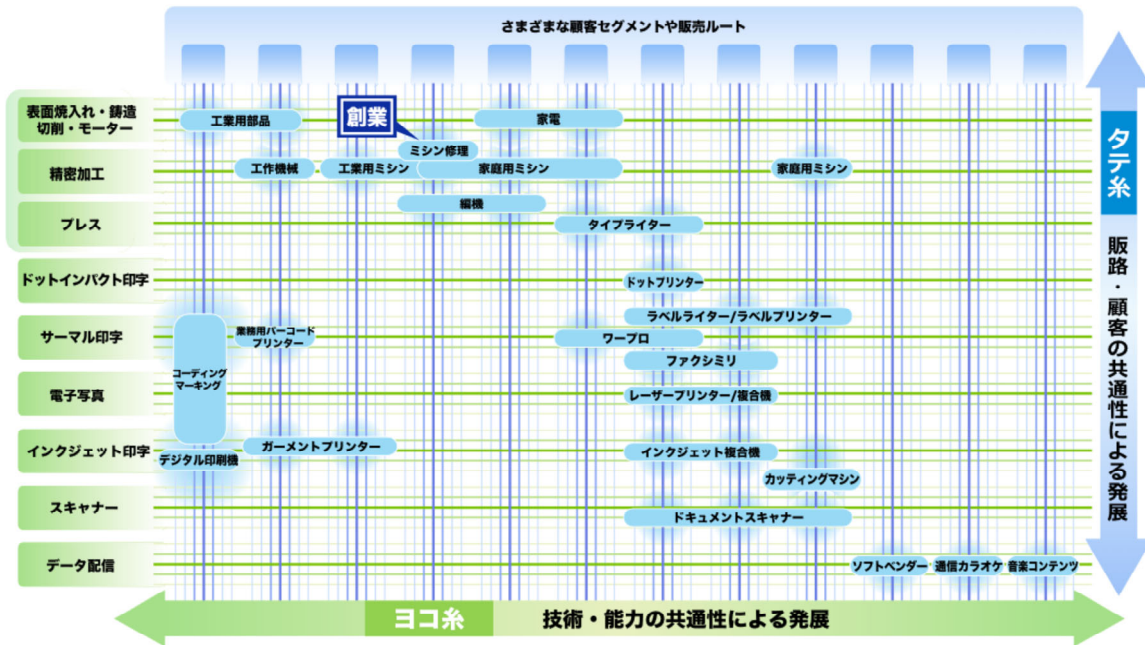 さまざまな顧客セグメントや販売ルート
表面焼入れ・鋳造
切削・モーター
工業用部品
創業
家電
ミシン修理
精密加工
工作機械
工業用ミシン
家庭用ミシン
家庭用ミシン
編機
プレス
タイプライター
ドットインパクト印字
ドットプリンター
ラベルライター/ラベルプリンター
サーマル印字
業務用バーコード
プリンター
ワープロ
ファクシミリ
コーディング
マーキング
電子写真
レーザープリンター/複合機
インクジェット印字
デジタル印刷機
ガーメントプリンター
インクジェット複合機
カッティングマシン
スキャナー
ドキュメントスキャナー
データ配信
ソフトベンダー
通信カラオケ
音楽コンテンツ
ヨコ糸
技術・能力の共通性による発展
タテ糸
販路・顧客の共通性による発展